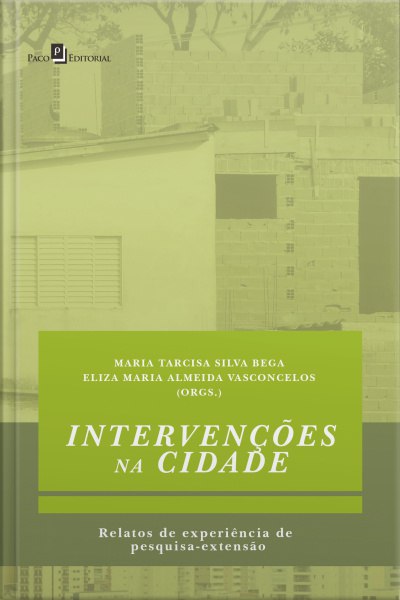 PACO EDITORIAL
MARIA TARCISA SILVA BEGA
ELIZA MARIA ALMEIDA VASCONCELOS
(ORGS.)
INTERVENÇÕES
NA CIDADE
Relatos de experiência de
pesquisa-extensão